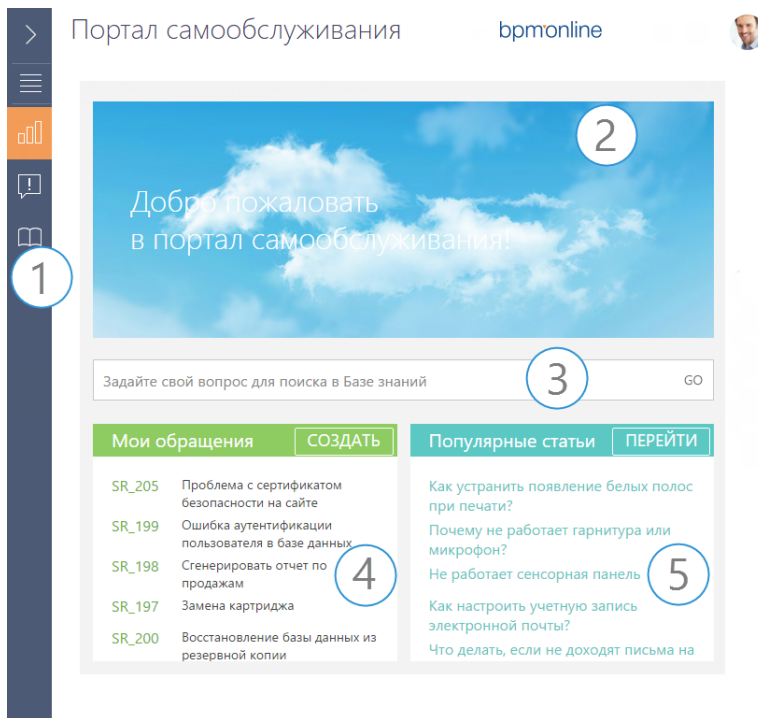 Портал самообслуживания
bpmonline
2
Добро пожаловать
в портал самообслуживания!
1
Задайте свой вопрос для поиска в Базе знаний
3
GO
Мои обращения
СОЗДАТЬ
SR_205 Проблема с сертификатом
безопасности на сайте
SR_199 Ошибка аутентификации
пользователя в базе данных
SR_198 Сгенерировать отчет по
продажам
4
SR_197 Замена картриджа
SR_200 Восстановление базы данных из
резервной копии
Популярные статьи
ПЕРЕЙТИ
Как устранить появление белых полос
при печати?
Почему не работает гарнитура или
микрофон?
Не работает сенсорная панель
5
Как настроить учетную запись
электронной почты?
Что делать, если не доходят письма на